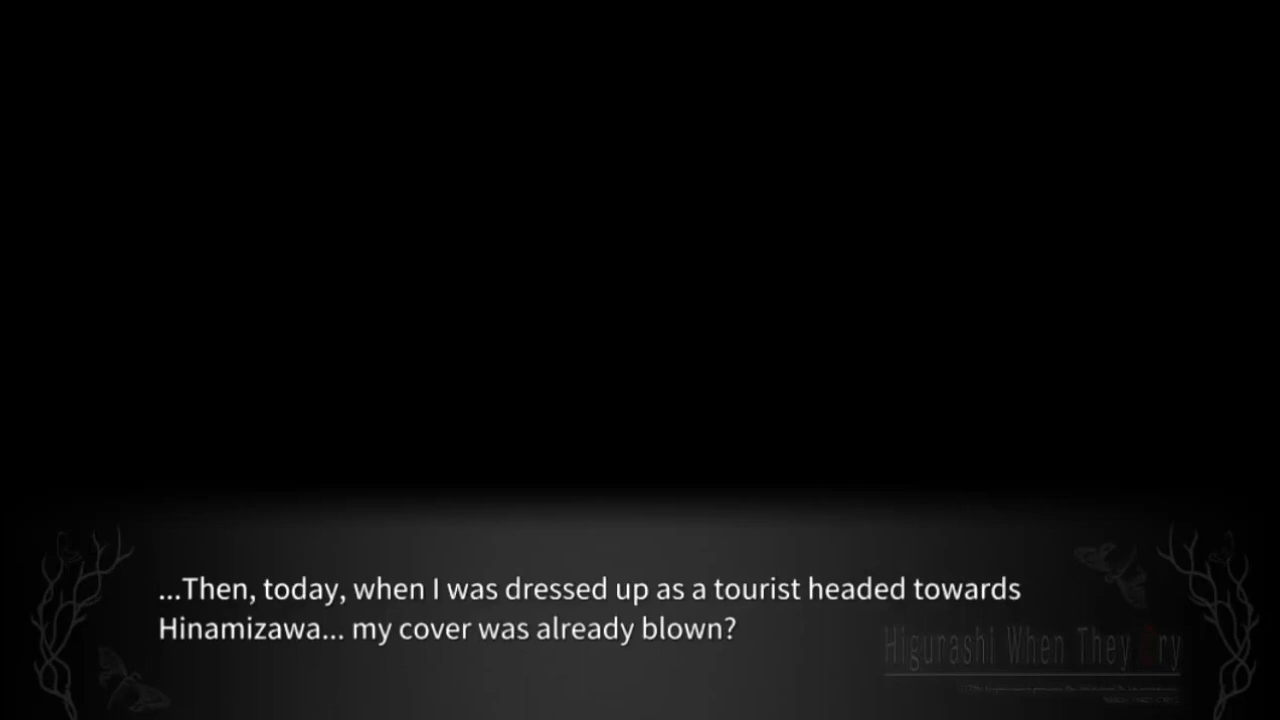 ...Then, today, when I was dressed up as a tourist headed towards
Hinamizawa... my cover was already blown?
Higurashi When They Cry